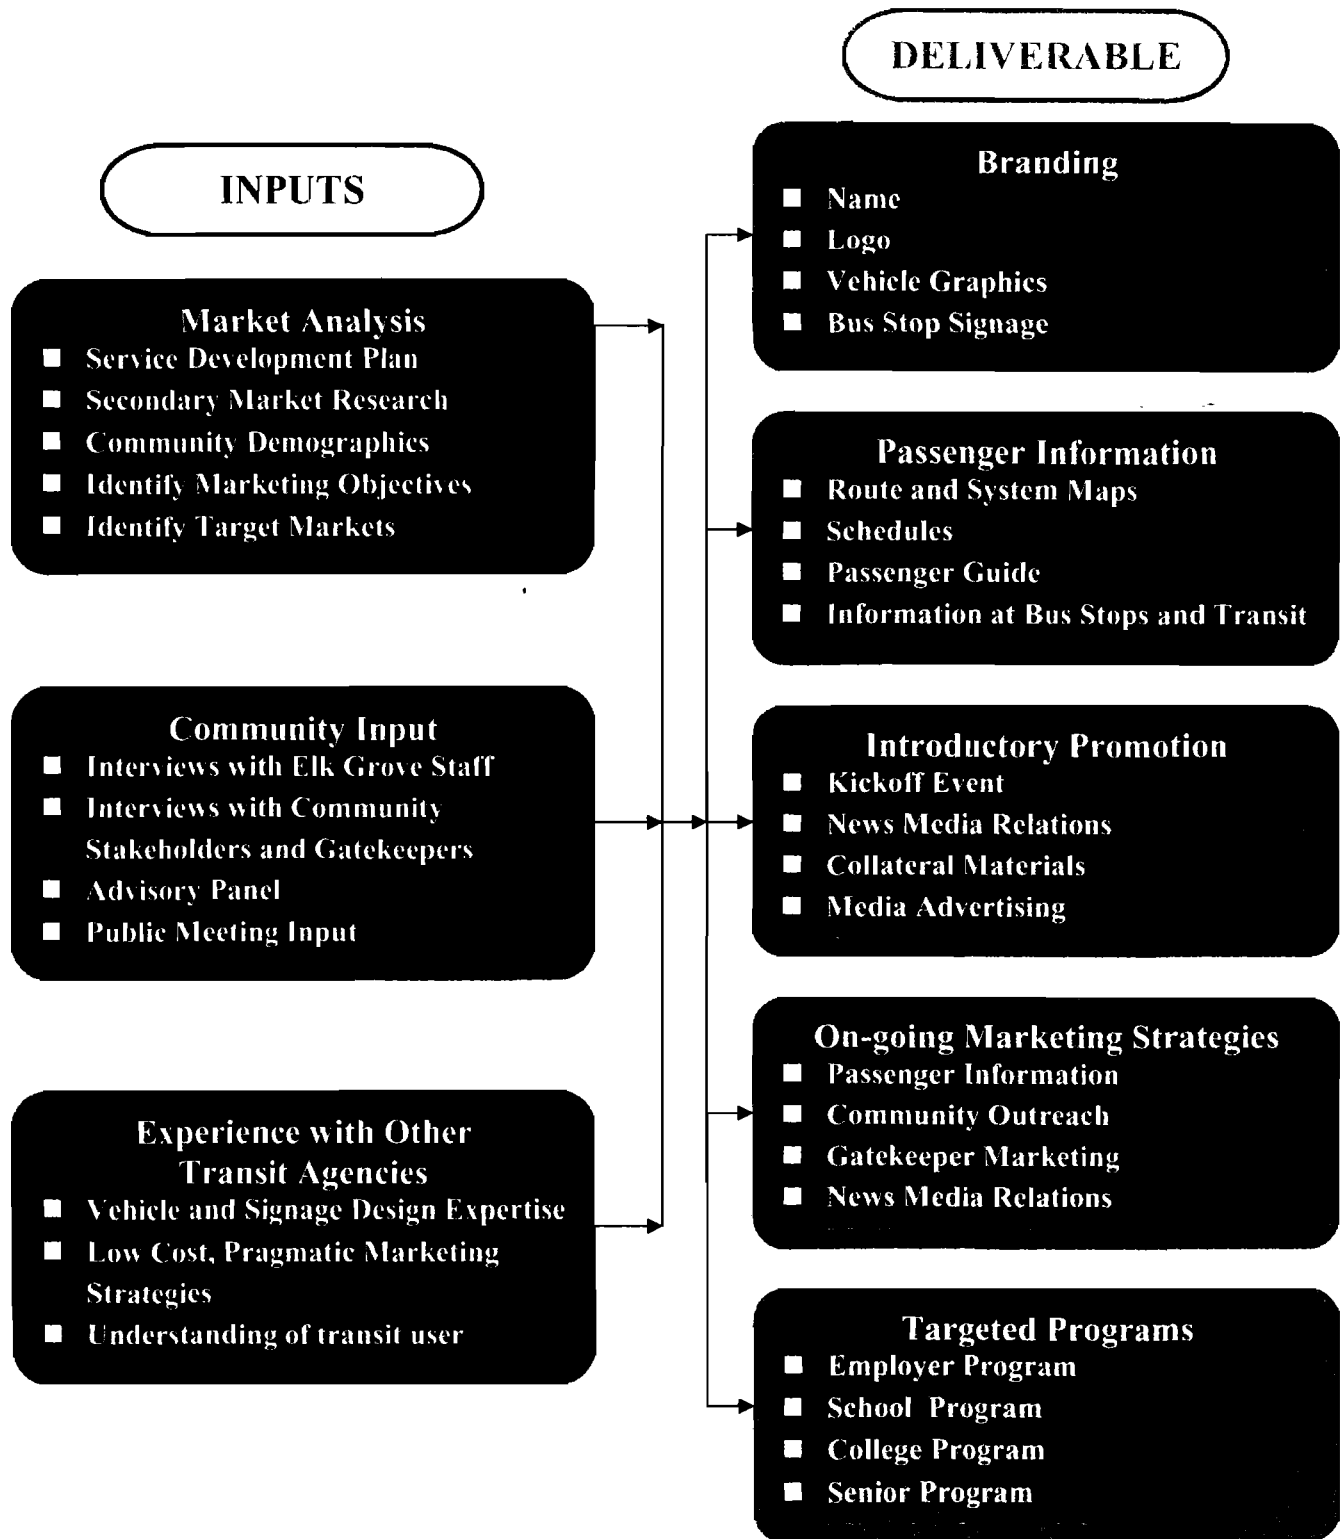 INPUTS
Market Analysis
Service Development Plan
Secondary Market Research
Community Demographics
Identify Marketing Objectives
Identify Target Markets
Community Input
Interviews with Elk Grove Staff
Interviews with Community
Stakeholders and Gatekeepers
Advisory Panel
Public Meeting Input
Experience with Other
Transit Agencies
Vehicle and Signage Design Expertise
Low Cost, Pragmatic Marketing
Strategies
Understanding of transit user
DELIVERABLE
Branding
Name
Logo
Vehicle Graphics
Bus Stop Signage
Passenger Information
Route and System Maps
Schedules
Passenger Guide
Information at Bus Stops and Transit
Introductory Promotion
Kickoff Event
News Media Relations
Collateral Materials
Media Advertising
On-going Marketing Strategies
Passenger Information
Community Outreach
Gatekeeper Marketing
News Media Relations
Targeted Programs
Employer Program
School Program
College Program
Senior Program